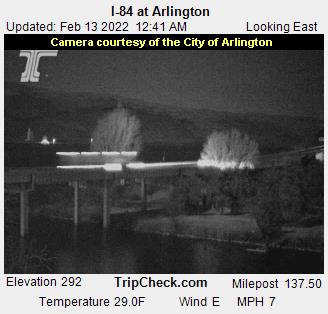 I-84 at Arlington
Updated: Feb 13 2022 12:41 AM Looking East
Camera courtesy of the City of Arlington
Elevation 292 TripCheck.com Milepost 137.50
Temperature 29.0F Wind E MPH 7